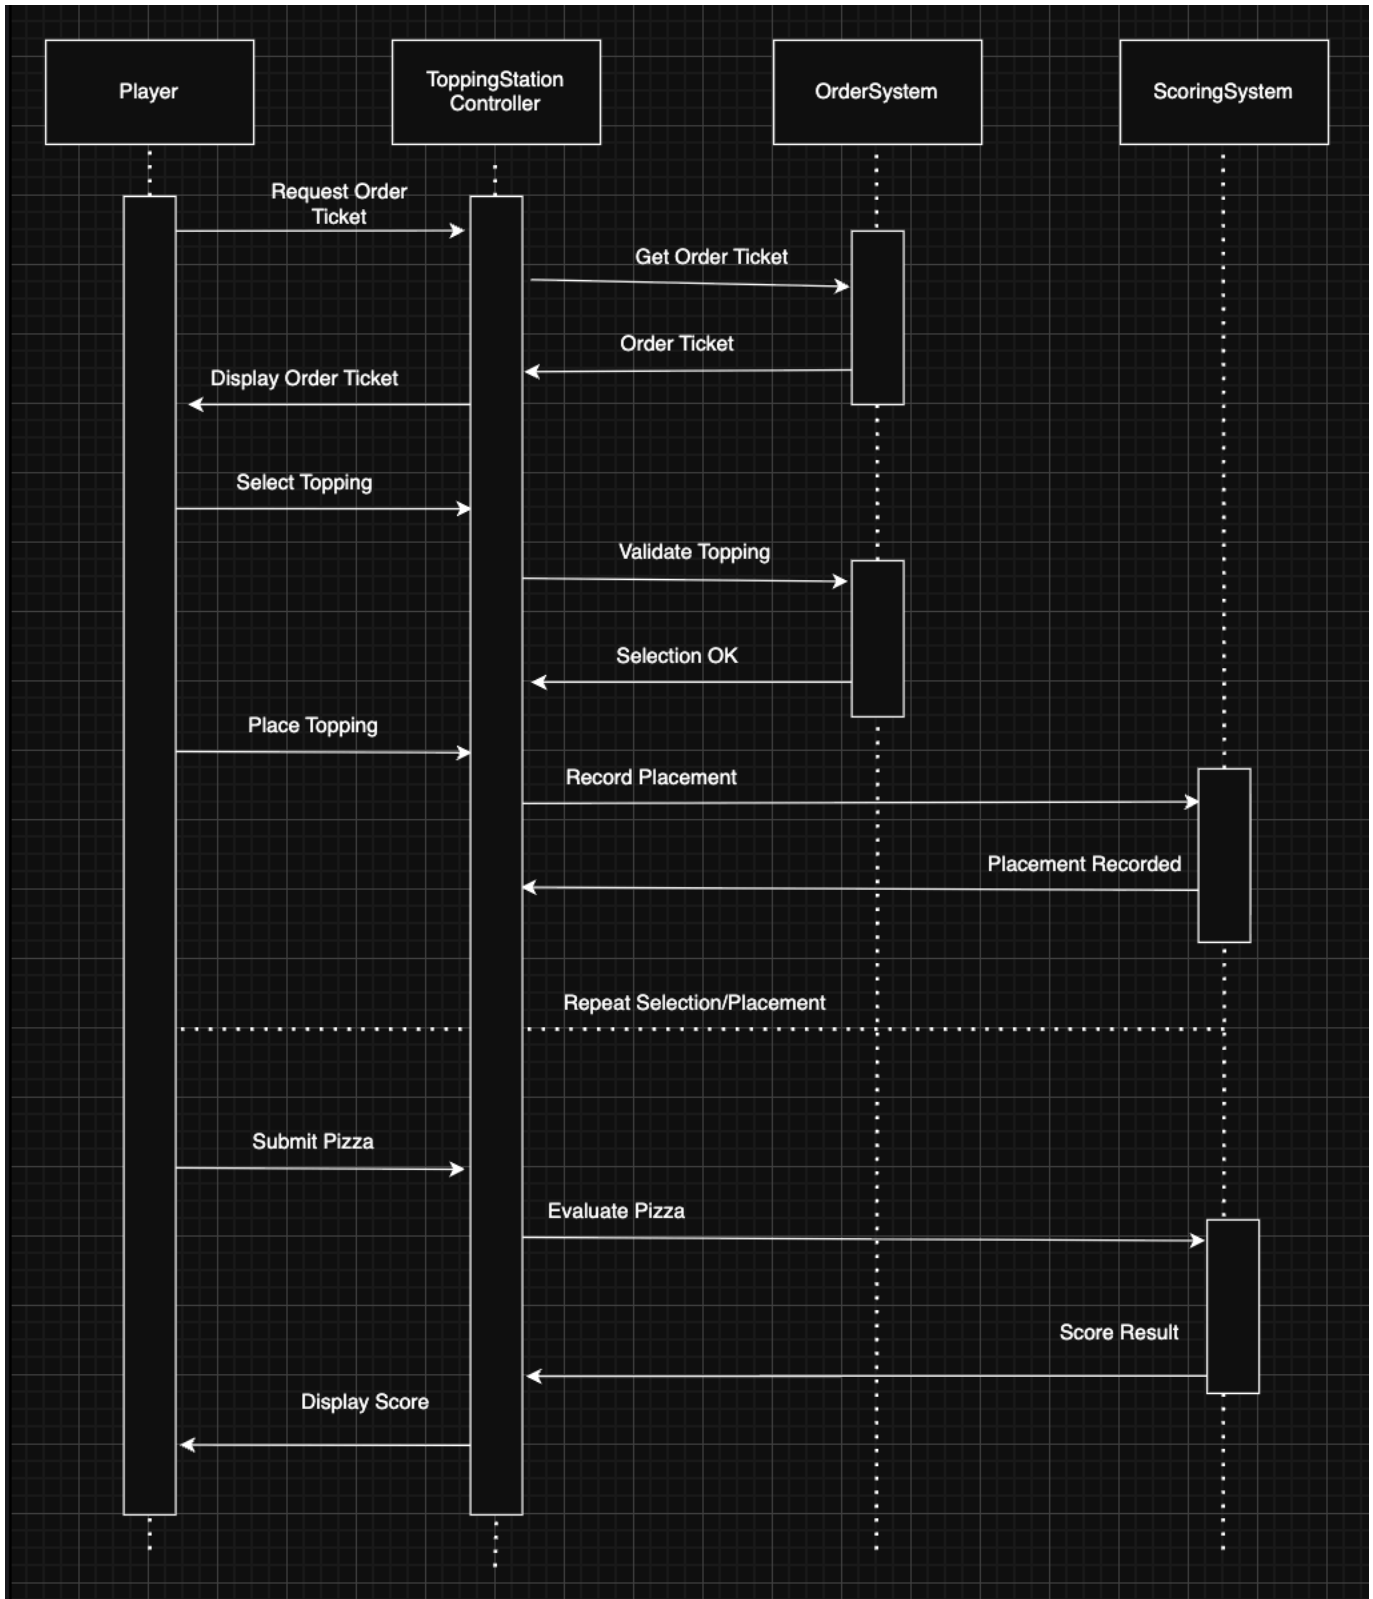 Player
ToppingStation
Controller
OrderSystem
ScoringSystem
Request Order
Ticket
Get Order Ticket
Order Ticket
Display Order Ticket
Select Topping
Validate Topping
Selection OK
Place Topping
Record Placement
Placement Recorded
Repeat Selection/Placement
Submit Pizza
Evaluate Pizza
Score Result
Display Score